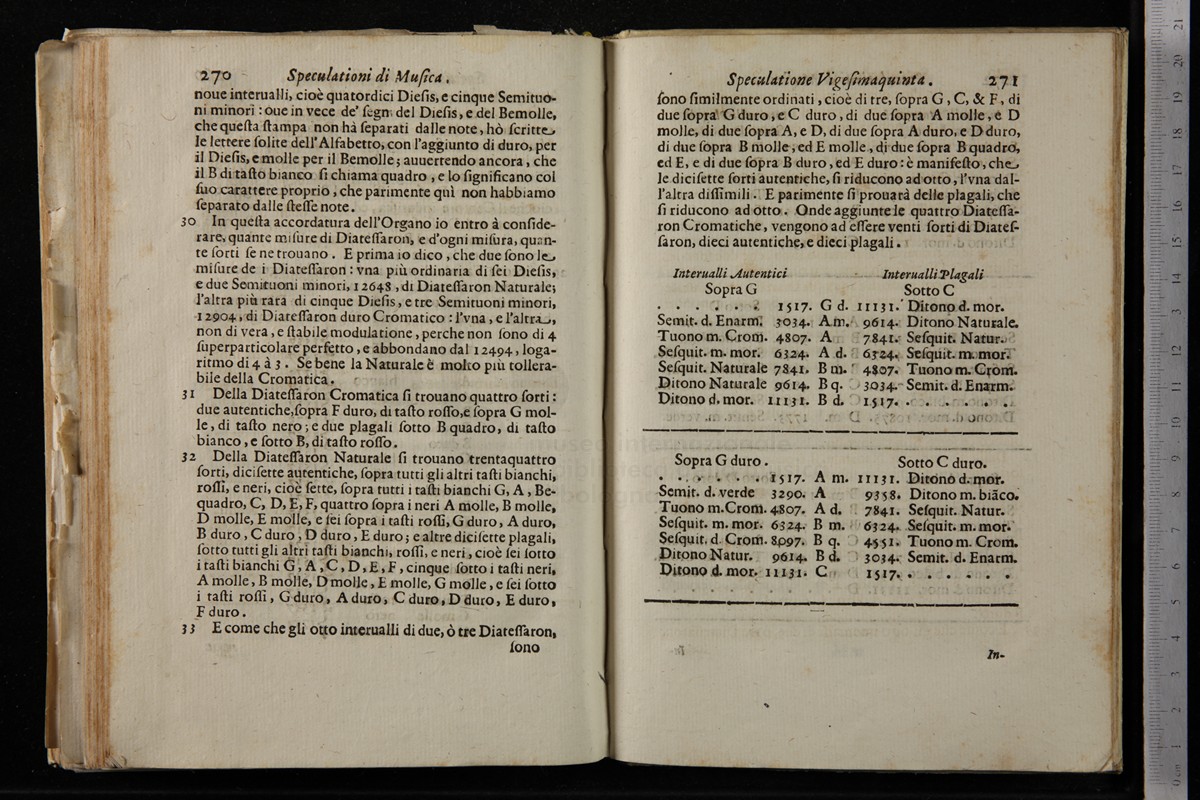 270 Speculationi di Muſica.
noue interualli, cioè quatordici Dieſis, e cinque Semituo-
ni minori: oue in vece de' ſegni del Dieſis, e del Bemolle,
che queſta ſtampa non hà ſeparati dalle note, hò ſcritte
le lettere ſolite dell'Alfabetto, con l'aggiunto di duro, per
il Dieſis, e molle per il Bemolle; auuertendo ancora, che
il B di taſto bianco ſi chiama quadro, e lo ſignificano col
ſuo carattere proprio, che parimente quì non habbiamo
ſeparato dalle ſteſſe note.
30 In queſta accordatura dell'Organo io entro à conſide-
rare, quante miſure di Diateſſaron, e d'ogni miſura, quan-
te ſorti ſe ne trouano. E prima io dico, che due ſono le
miſure de i Diateſſaron: vna più ordinaria di ſei Dieſis,
e due Semituoni minori, 12648, di Diateſſaron Naturale;
l'altra più rara di cinque Dieſis, e tre Semituoni minori,
12904, di Diateſſaron duro Cromatico: l'vna, e l'altra,
non di vera, e ſtabile modulatione, perche non ſono di 4
ſuperparticolare perfetto, e abbondano dal 12494, loga-
ritmo di 4 à 3. Se bene la Naturale è molto più tollera-
bile della Cromatica.
31 Della Diateſſaron Cromatica ſi trouano quattro ſorti:
due autentiche, ſopra F duro, di taſto roſſo, e ſopra G mol-
le, di taſto nero; e due plagali ſotto B quadro, di taſto
bianco, e ſotto B, di taſto roſſo.
32 Della Diateſſaron Naturale ſi trouano trentaquattro
ſorti, diciſette autentiche, ſopra tutti gli altri taſti bianchi,
roſſi, e neri, cioè ſette, ſopra tutti i taſti bianchi G, A, Be-
quadro, C, D, E, F, quattro ſopra i neri A molle, B molle,
D molle, E molle, e ſei ſopra i taſti roſſi, G duro, A duro,
B duro, C duro, D duro, E duro; e altre diciſette plagali,
ſotto tutti gli altri taſti bianchi, roſſi, e neri, cioè ſei ſotto
i taſti bianchi G, A, C, D, E, F, cinque ſotto i taſti neri,
A molle, B molle, D molle, E molle, G molle, e ſei ſotto
i taſti roſſi, G duro, A duro, C duro, D duro, E duro,
F duro.
33 E come che gli otto interualli di due, ò tre Diateſſaron,
ſono
Speculatione Vigeſimaquinta. 271
ſono ſimilmente ordinati, cioè di tre, ſopra G, C, & F, di
due ſopra G duro, e C duro, di due ſopra A molle, e D
molle, di due ſopra A, e D, di due ſopra A duro, e D duro,
di due ſopra B molle, ed E molle, di due ſopra B quadro,
ed E, e di due ſopra B duro, ed E duro: è manifeſto, che
le diciſette ſorti autentiche, ſi riducono ad otto, l'vna dal-
l'altra diſſimili. E parimente ſi prouarà delle plagali, che
ſi riducono ad otto. Onde aggiunte le quattro Diateſſa-
ron Cromatiche, vengono ad eſſere venti ſorti di Diateſ-
ſaron, dieci autentiche, e dieci plagali.
Interualli Autentici Interualli Plagali
Sopra G Sotto C
. . . . . . 1517. G d. 11131. Ditono d. mor.
Semit. d. Enarm. 3034. A m. 9614. Ditono Naturale.
Tuono m. Crom. 4807. A 7841. Seſquit. Natur.
Seſquit. m. mor. 6324. A d. 6324. Seſquit. m. mor.
Seſquit. Naturale 7841. B m. 4807. Tuono m. Crom.
Ditono Naturale 9614. B q. 3034. Semit. d. Enarm.
Ditono d. mor. 11131. B d. 1517. . . . . . .
Sopra G duro. Sotto C duro.
. . . . . . 1517. A m. 11131. Ditono d. mor.
Semit. d. verde 3290. A 9358. Ditono m. biãco.
Tuono m. Crom. 4807. A d. 7841. Seſquit. Natur.
Seſquit. m. mor. 6324. B m. 6324. Seſquit. m. mor.
Seſquit. d. Crom. 8097. B q. 4551. Tuono m. Crom.
Ditono Natur. 9614. B d. 3034. Semit. d. Enarm.
Ditono d. mor. 11131. C 1517. . . . . . .
In-